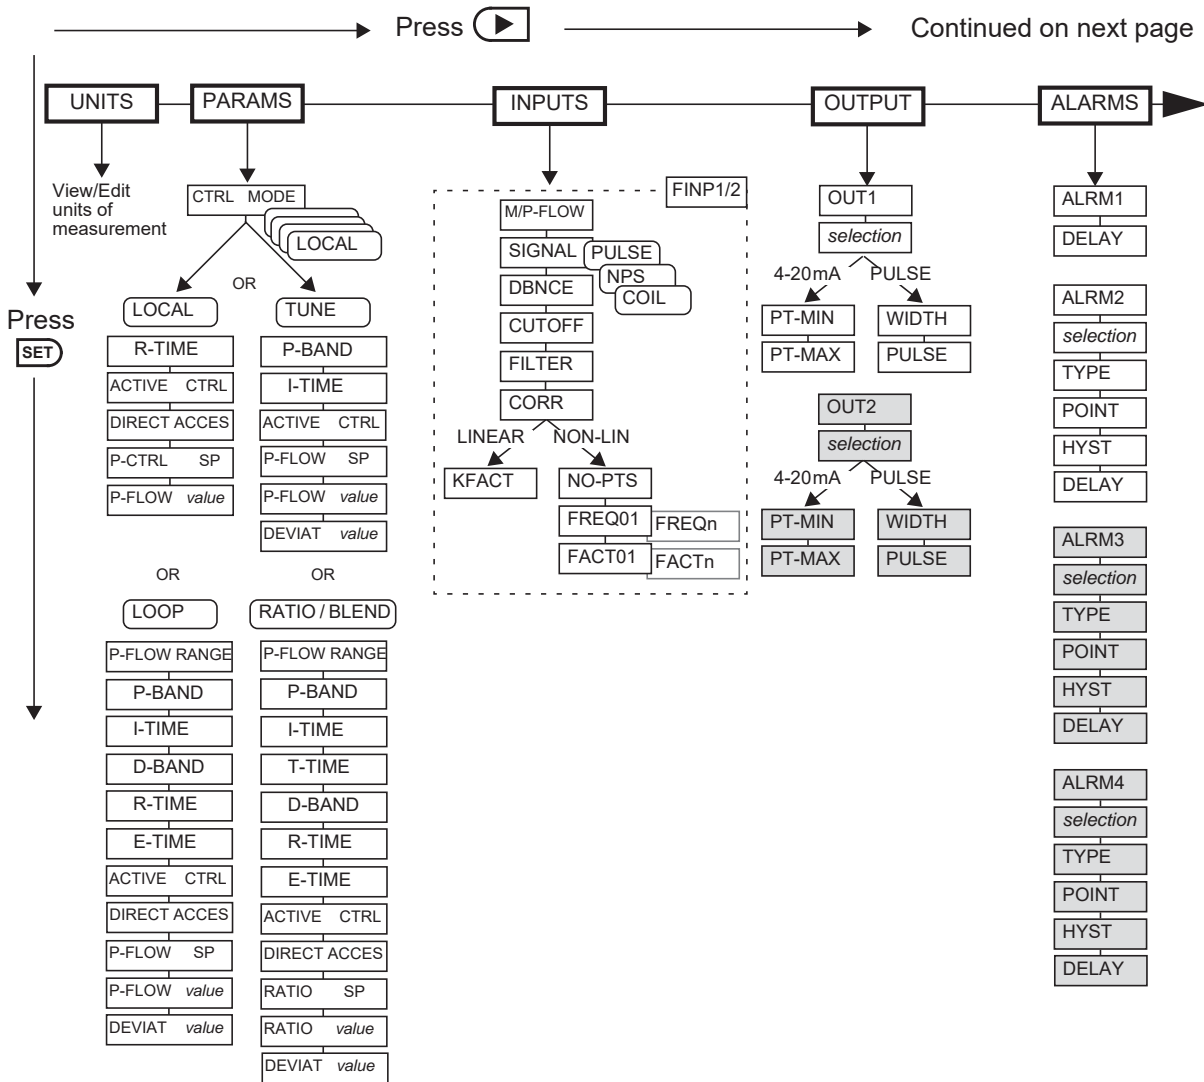 Press
Continued on next page
UNITS
PARAMS
INPUTS
OUTPUT
ALARMS
Press
SET
View/Edit
units of
measurement
CTRL MODE
LOCAL
OR
LOCAL
R-TIME
ACTIVE CTRL
DIRECT ACCES
P-CTRL SP
P-FLOW value
TUNE
P-BAND
I-TIME
ACTIVE CTRL
P-FLOW SP
P-FLOW value
DEVIAT value
OR
LOOP
P-FLOW RANGE
P-BAND
I-TIME
D-BAND
R-TIME
E-TIME
ACTIVE CTRL
DIRECT ACCES
P-FLOW SP
P-FLOW value
DEVIAT value
OR
RATIO / BLEND
P-FLOW RANGE
P-BAND
I-TIME
T-TIME
D-BAND
R-TIME
E-TIME
ACTIVE CTRL
DIRECT ACCES
RATIO SP
RATIO value
DEVIAT value
FINP1/2
M/P-FLOW
SIGNAL
PULSE
NPS
COIL
DBNCE
CUTOFF
FILTER
CORR
LINEAR
NON-LIN
KFACT
NO-PTS
FREQ01
FREQn
FACT01
FACTn
OUT1
selection
4-20mA
PULSE
PT-MIN
WIDTH
PT-MAX
PULSE
OUT2
selection
4-20mA
PULSE
PT-MIN
WIDTH
PT-MAX
PULSE
ALRM1
DELAY
ALRM2
selection
TYPE
POINT
HYST
DELAY
ALRM3
selection
TYPE
POINT
HYST
DELAY
ALRM4
selection
TYPE
POINT
HYST
DELAY